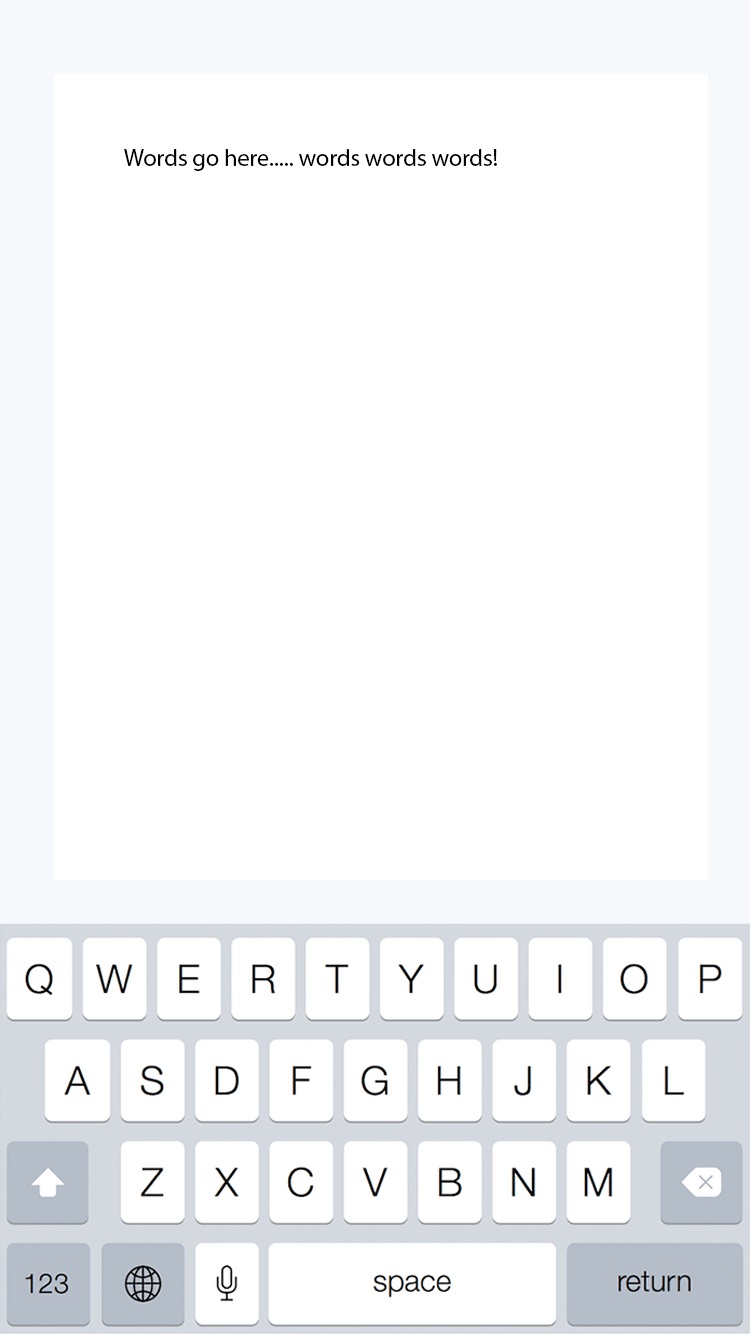 Words go here..... words words words!
Q W E R T Y U I O P
A S D F G H J K L
Z X C V B N M
123 space return